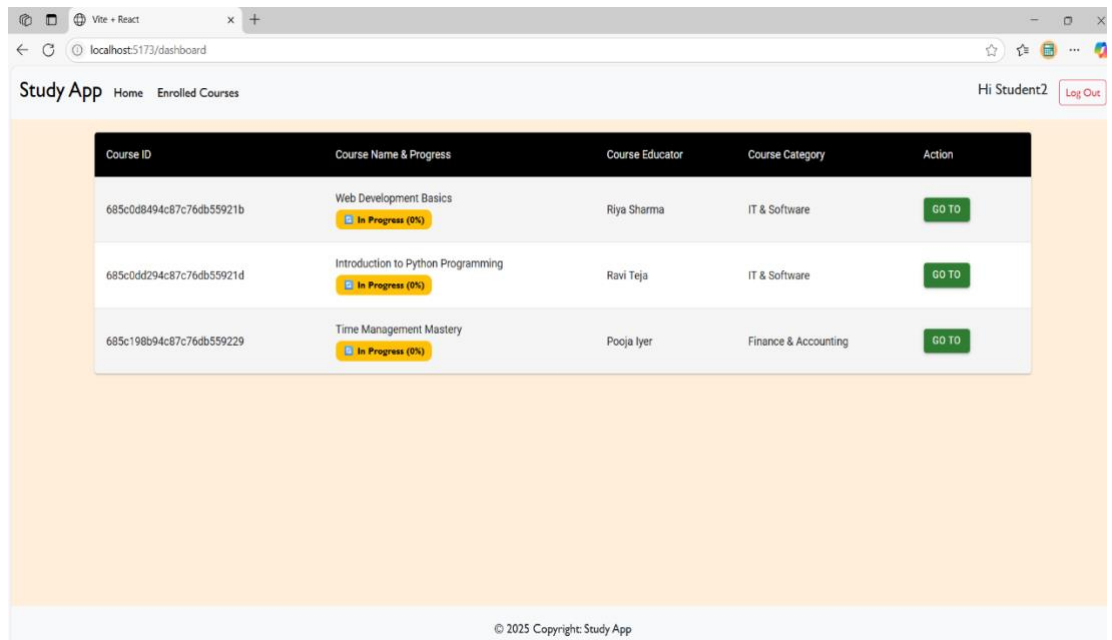 Vite + React
localhost:5173/dashboard
Study App Home Enrolled Courses Hi Student2 Log Out
Course ID Course Name & Progress Course Educator Course Category Action
Web Development Basics
685c0d8494c87c76db55921b Riya Sharma IT & Software GO TO
In Progress (0%)
Introduction to Python Programming
685c0dd294c87c76db55921d Ravi Teja IT & Software GO TO
In Progress (0%)
Time Management Mastery
685c198b94c87c76db559229 Pooja Iyer Finance & Accounting GO TO
In Progress (0%)
© 2025 Copyright: Study App